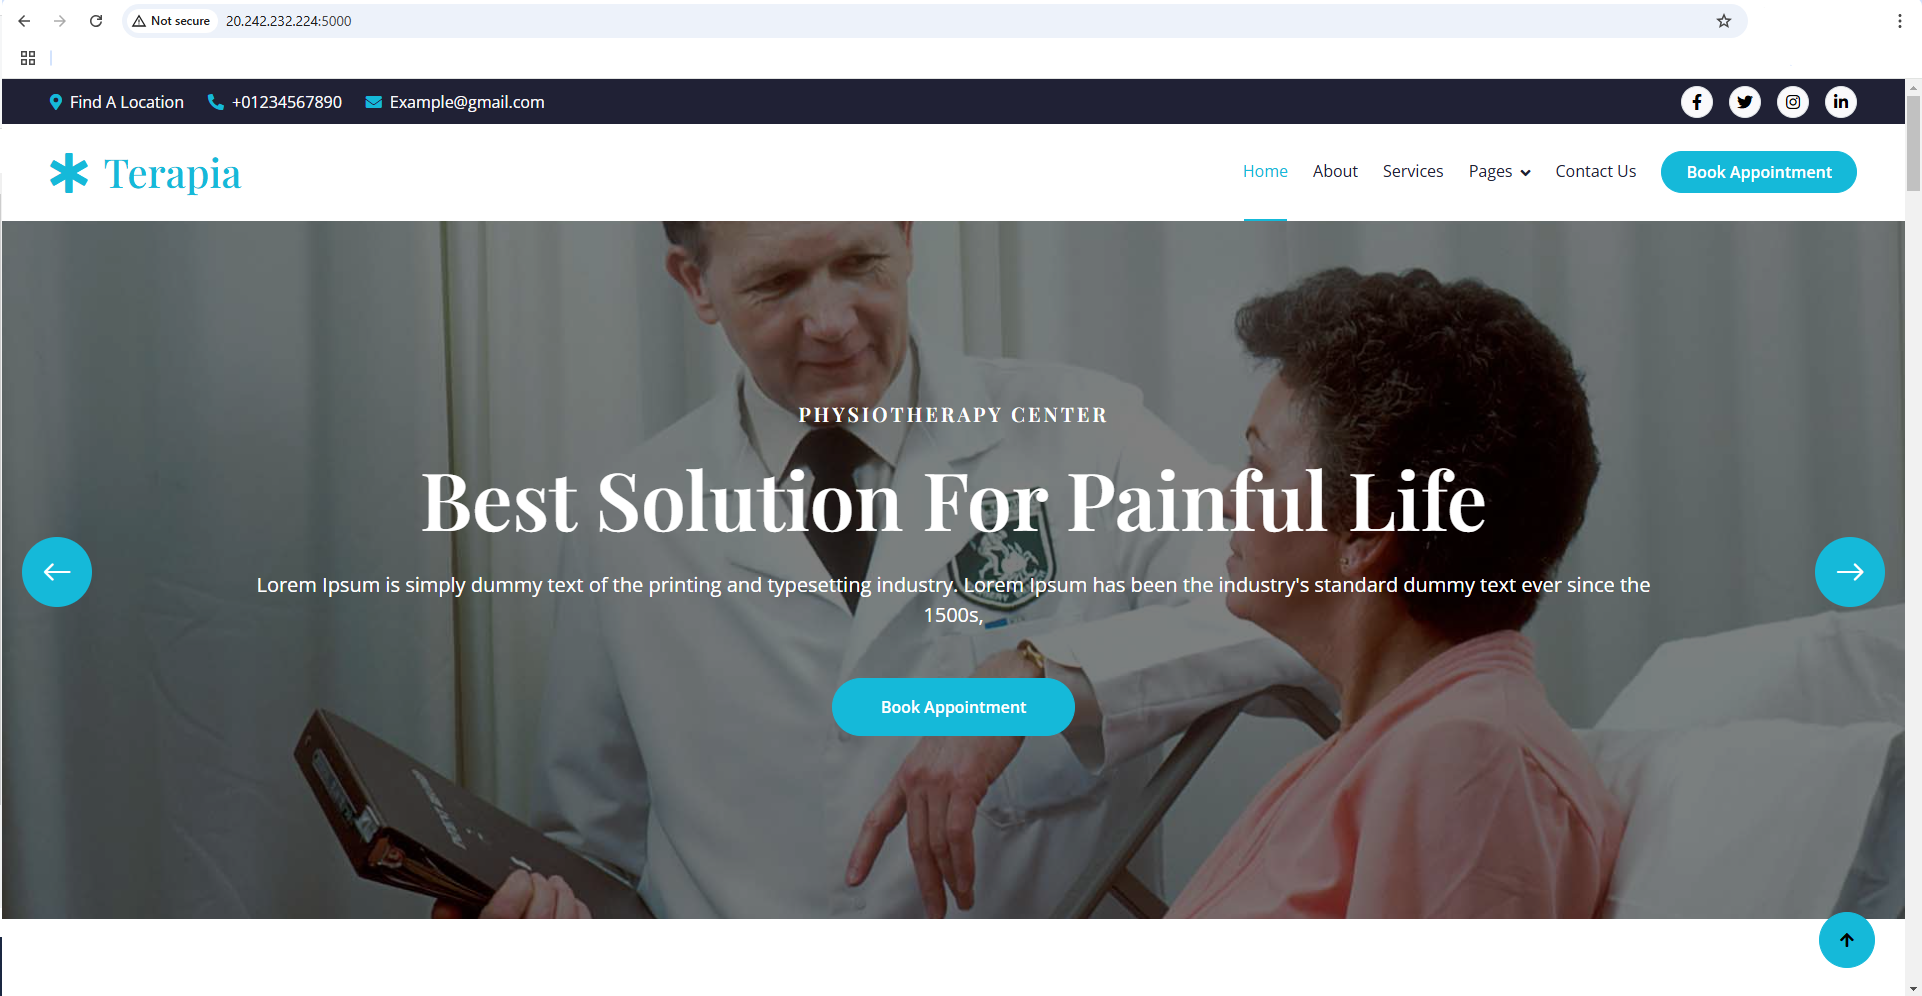 Not secure 20.242.232.224:5000
Find A Location +01234567890 Example@gmail.com
Terapia
Home About Services Pages Contact Us Book Appointment
PHYSIOTHERAPY CENTER
Best Solution For Painful Life
Lorem Ipsum is simply dummy text of the printing and typesetting industry. Lorem Ipsum has been the industry's standard dummy text ever since the
1500s,
Book Appointment